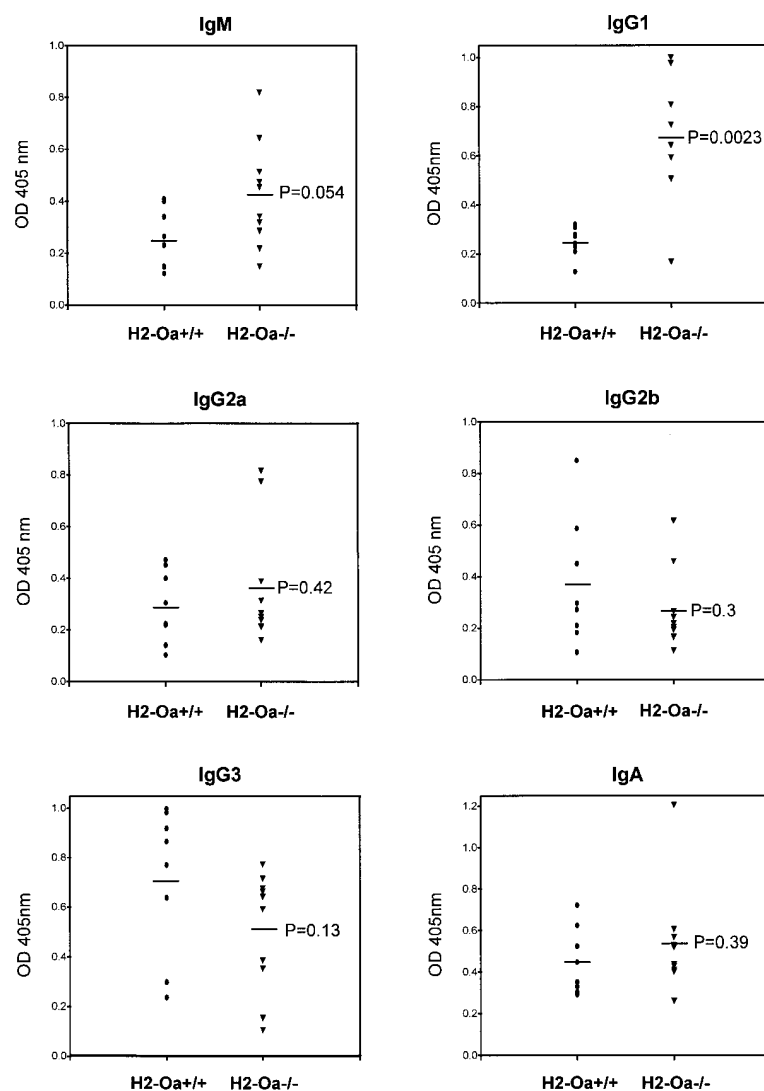 IgM
OD 405 nm
1.0
0.8
0.6
0.4
0.2
0.0
P=0.054
H2-Oa+/+ H2-Oa-/-
IgG1
OD 405nm
1.0
0.8
0.6
0.4
0.2
0.0
P=0.0023
H2-Oa+/+ H2-Oa-/-
IgG2a
OD 405 nm
1.0
0.8
0.6
0.4
0.2
0.0
P=0.42
H2-Oa+/+ H2-Oa-/-
IgG2b
OD 405 nm
1.0
0.8
0.6
0.4
0.2
0.0
P=0.3
H2-Oa+/+ H2-Oa-/-
IgG3
OD 405nm
1.0
0.8
0.6
0.4
0.2
0.0
P=0.13
H2-Oa+/+ H2-Oa-/-
IgA
OD 405nm
1.2
1.0
0.8
0.6
0.4
0.2
0.0
P=0.39
H2-Oa+/+ H2-Oa-/-